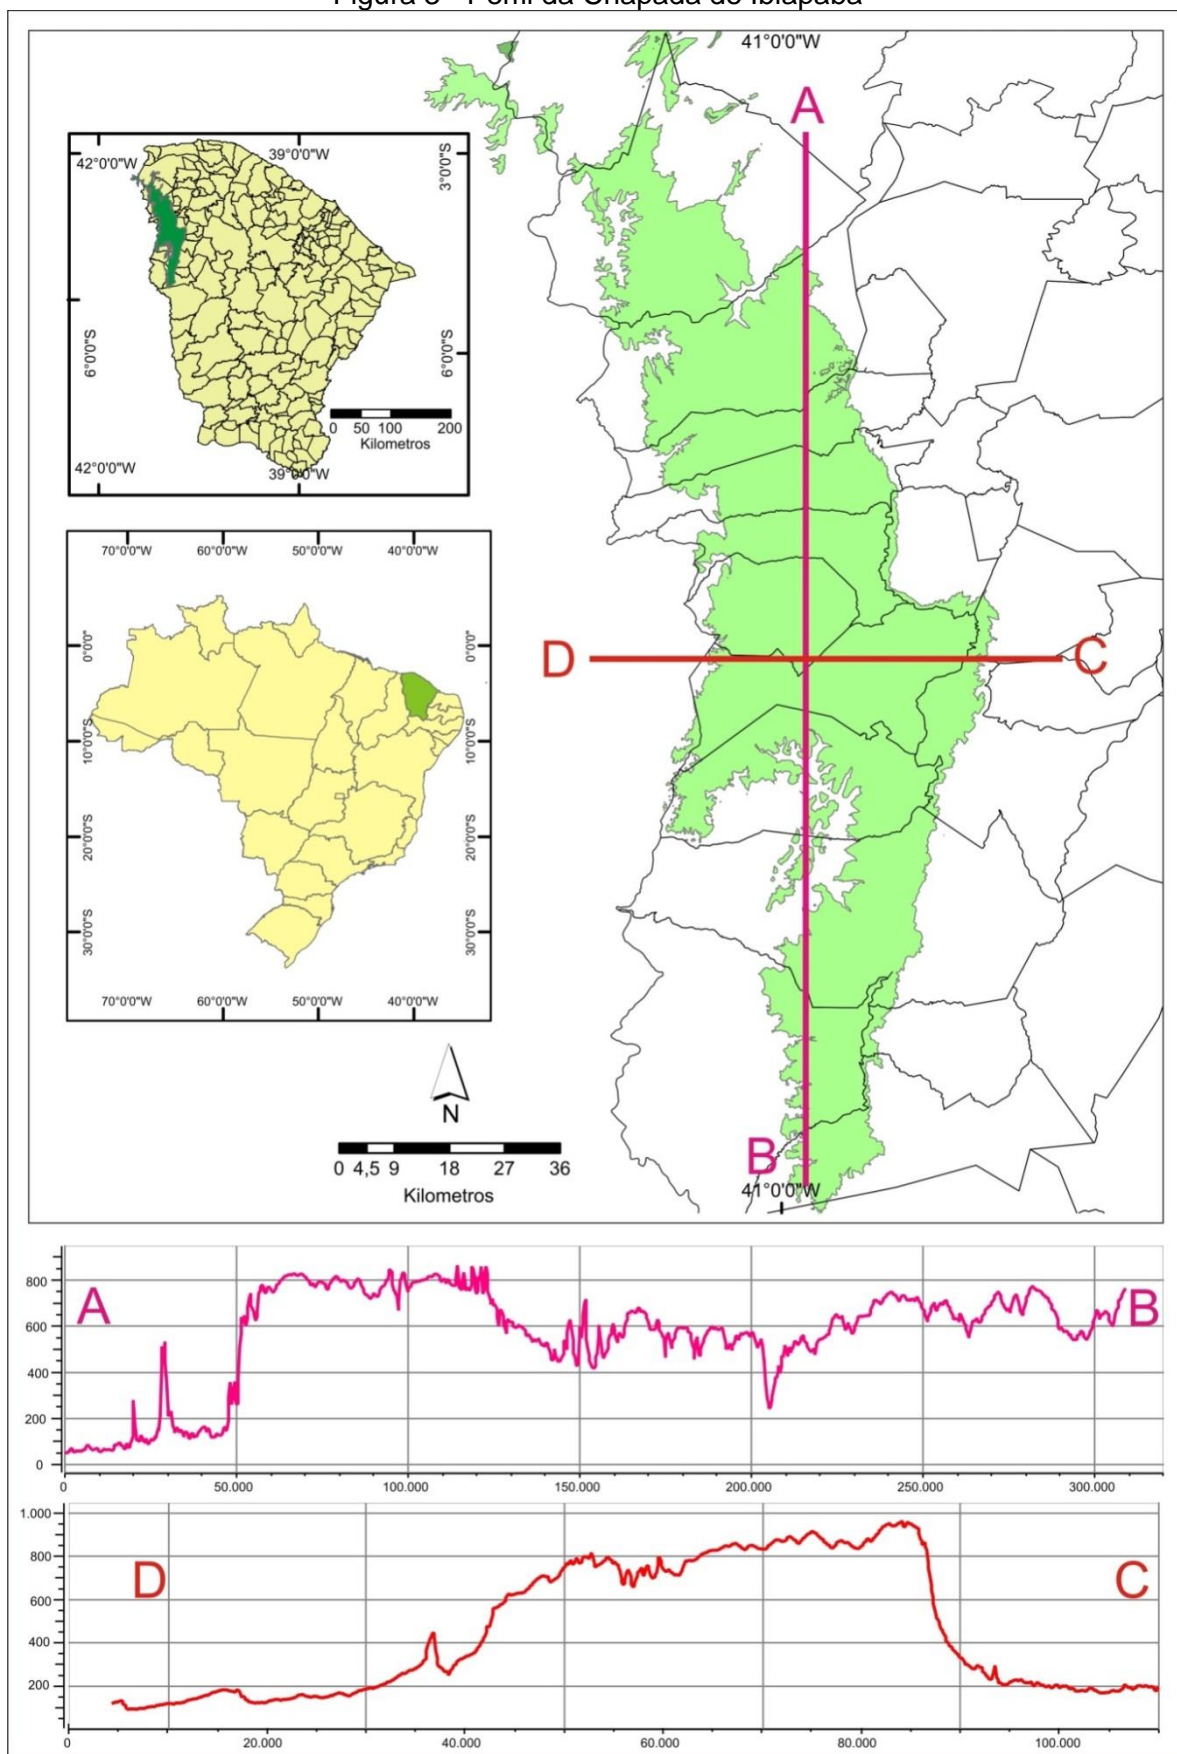 Figura 3 - Perfil da Chapada de Ibiapaba
41°0'0"W
A
42°0'0"W
39°0'0"W
3°0'0"S
6°0'0"S
6°0'0"S
0 50 100 200
Kilometros
42°0'0"W
39°0'0"W
70°0'0"W 60°0'0"W 50°0'0"W 40°0'0"W
0°0'0"
0°0'0"
10°0'0"S
10°0'0"S
20°0'0"S
20°0'0"S
30°0'0"S
30°0'0"S
70°0'0"W 60°0'0"W 50°0'0"W 40°0'0"W
D
C
N
0 4,5 9 18 27 36
Kilometros
B
41°0'0"W
A
B
800
600
400
200
0
0 50.000 100.000 150.000 200.000 250.000 300.000
D
C
1.000
800
600
400
200
0 20.000 40.000 60.000 80.000 100.000